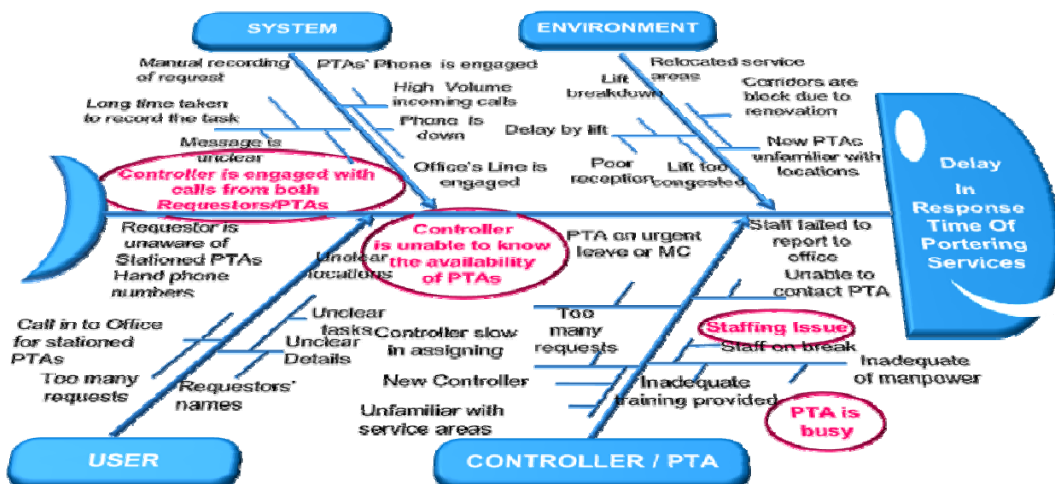 SYSTEM
ENVIRONMENT
Manual recording
of request
PTAs' Phone is engaged
High Volume
incoming calls
Long time taken
to record the task
Phone is
down
Message is
unclear
Office's Line is
engaged
Controller is engaged with
calls from both
Requestors/PTAs
Relocated service
areas
Lift
breakdown
Corridors are
block due to
renovation
Delay by lift
New PTAs
unfamiliar with
locations
Poor
reception
Lift too
congested
Delay
In
Response
Time Of
Portering
Services
Requestor is
unaware of
Stationed PTAs
Hand phone
numbers
Unclear
locations
Controller
is unable to know
the availability
of PTAs
Call in to Office
for stationed
PTAs
Unclear
tasks
Unclear
Details
Too many
requests
Requestors'
names
PTA on urgent
leave or MC
Staff failed to
report to
office
Unable to
contact PTA
Too
many
requests
Controller slow
in assigning
Staffing Issue
Staff on break
Inadequate
of manpower
New Controller
Inadequate
training provided
Unfamiliar with
service areas
PTA is
busy
USER
CONTROLLER / PTA